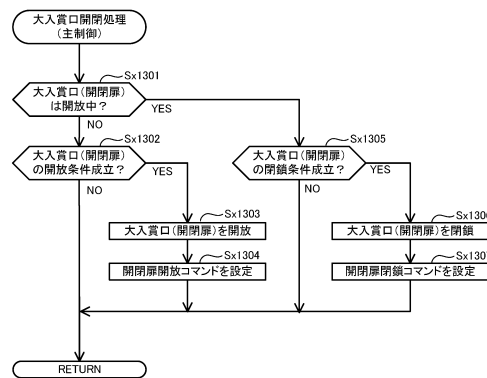 大入賞口開閉処理
(主制御)
Sx1301
大入賞口(開閉扉)
は開放中?
YES
NO
Sx1302
大入賞口(開閉扉)
の開放条件成立?
YES
NO
Sx1305
大入賞口(開閉扉)
の閉鎖条件成立?
YES
NO
Sx1303
大入賞口(開閉扉)を開放
Sx1304
開閉扉開放コマンドを設定
Sx1306
大入賞口(開閉扉)を閉鎖
Sx1307
開閉扉閉鎖コマンドを設定
RETURN